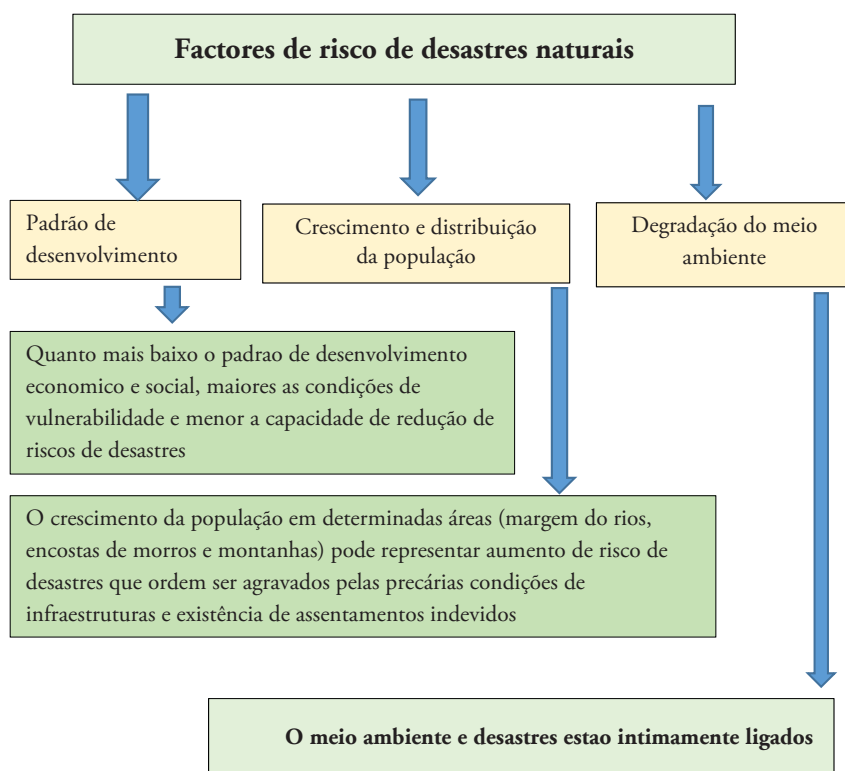 Factores de risco de desastres naturais
Padrão de
desenvolvimento
Crescimento e distribuição
da população
Degradação do meio
ambiente
Quanto mais baixo o padrao de desenvolvimento
economico e social, maiores as condições de
vulnerabilidade e menor a capacidade de redução de
riscos de desastres
O crescimento da população em determinadas áreas (margem do rios,
encostas de morros e montanhas) pode representar aumento de risco de
desastres que ordem ser agravados pelas precárias condições de
infraestruturas e existência de assentamentos indevidos
O meio ambiente e desastres estao intimamente ligados